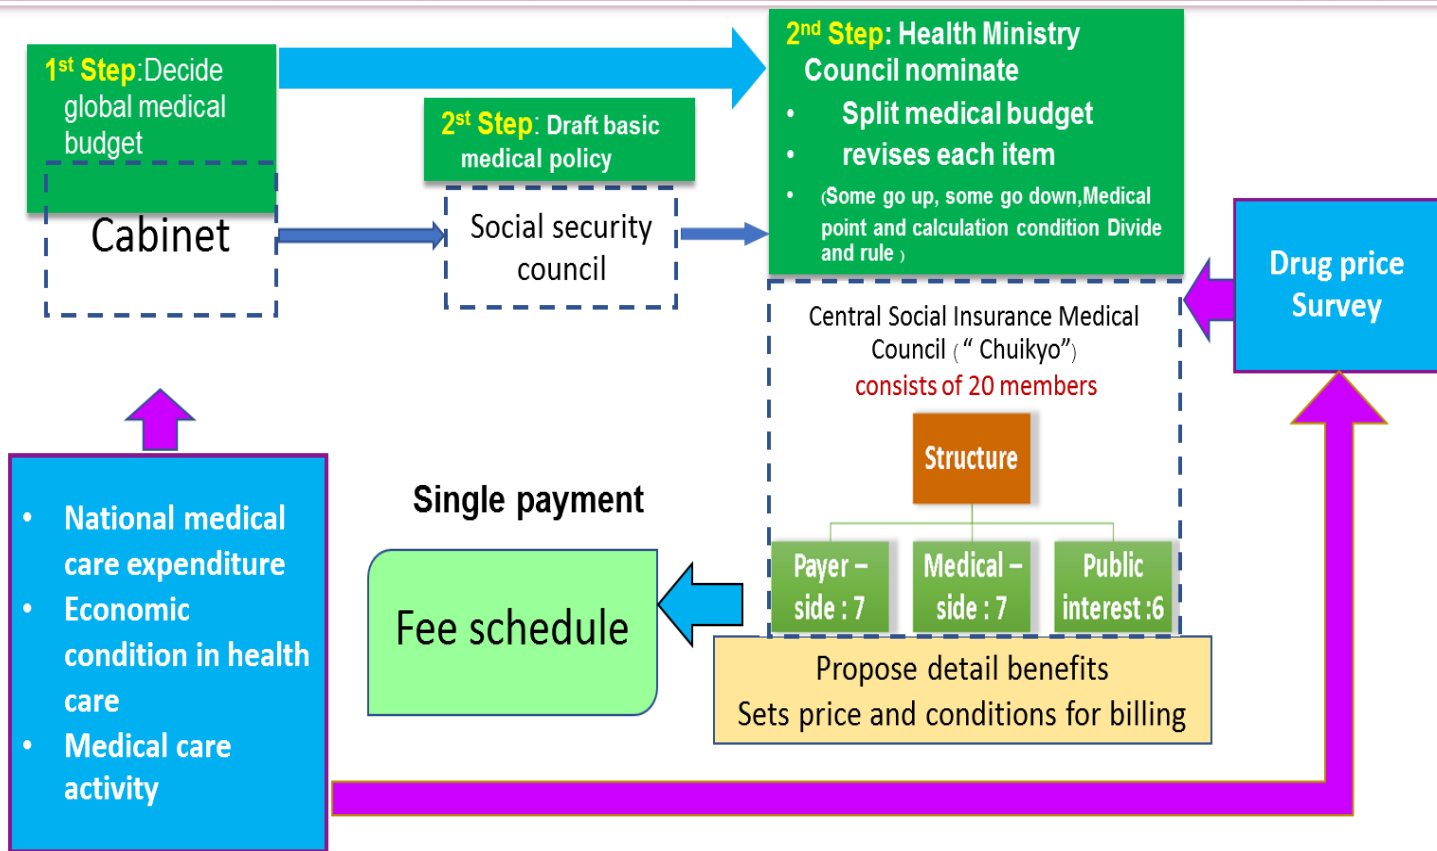 1st Step:Decide
global medical
budget
Cabinet
2st Step: Draft basic
medical policy
Social security
council
2nd Step: Health Ministry
Council nominate
• Split medical budget
• revises each item
• (Some go up, some go down,Medical
point and calculation condition Divide
and rule )
Drug price
Survey
Central Social Insurance Medical
Council ( “ Chuikyo”)
consists of 20 members
Structure
Payer –
side : 7
Medical –
side : 7
Public
interest :6
Propose detail benefits
Sets price and conditions for billing
Single payment
Fee schedule
• National medical
care expenditure
• Economic
condition in health
care
• Medical care
activity